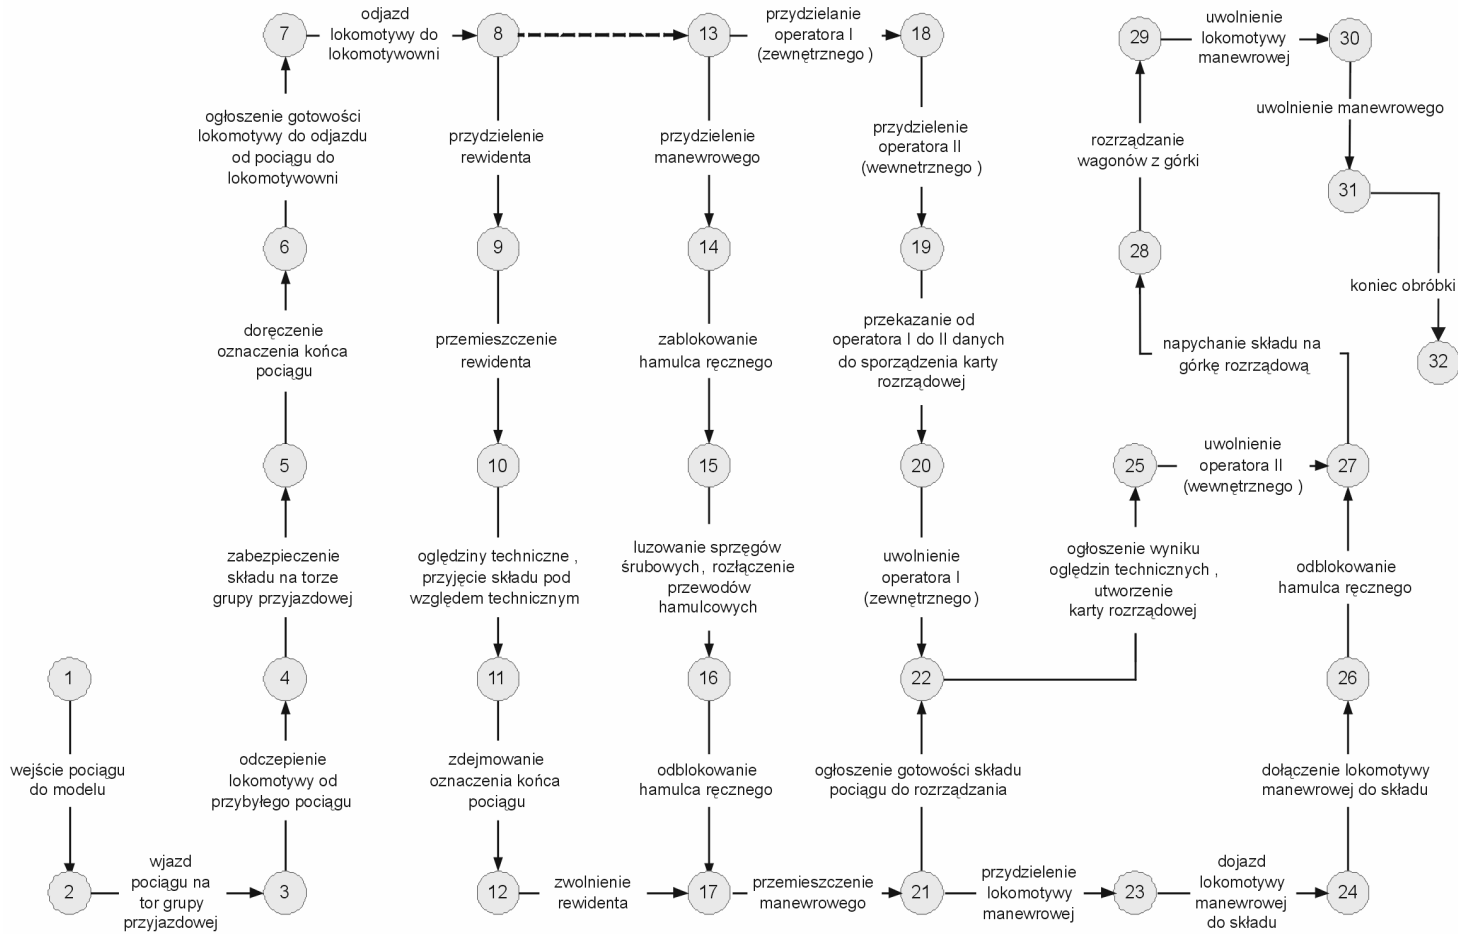 1
wejście pociągu
do modelu
2
wjazd
pociągu na
tor grupy
przyjazdowej
3
odczepienie
lokomotywy od
przybyłego pociągu
4
zabezpieczenie
składu na torze
grupy przyjazdowej
5
doręczenie
oznaczenia końca
pociągu
6
ogłoszenie gotowości
lokomotywy do odjazdu
od pociągu do
lokomotywowni
7
odjazd
lokomotywy do
lokomotywowni
8
przydzielenie
rewidenta
9
przemieszczenie
rewidenta
10
oględziny techniczne ,
przyjęcie składu pod
względem technicznym
11
zdejmowanie
oznaczenia końca
pociągu
12
zwolnienie
rewidenta
13
przydzielenie
manewrowego
14
zablokowanie
hamulca ręcznego
15
luzowanie sprzęgów
śrubowych , rozłączenie
przewodów
hamulcowych
16
odblokowanie
hamulca ręcznego
17
przemieszczenie
manewrowego
przydzielanie
operatora I
(zewnętrznego )
18
przydzielenie
operatora II
(wewnetrznego )
19
przekazanie od
operatora I do II danych
do sporządzenia karty
rozrządowej
20
uwolnienie
operatora I
(zewnętrznego )
22
ogłoszenie gotowości składu
pociągu do rozrządzania
21
przydzielenie
lokomotywy
manewrowej
23
dojazd
lokomotywy
manewrowej
do składu
24
dołączenie lokomotywy
manewrowej do składu
26
odblokowanie
hamulca ręcznego
ogłoszenie wyniku
oględzin technicznych ,
utworzenie
karty rozrządowej
25
uwolnienie
operatora II
(wewnętrznego )
27
napychanie składu na
górkę rozrządową
28
rozrządzanie
wagonów z górki
29
uwolnienie
lokomotywy
manewrowej
30
uwolnienie manewrowego
31
koniec obróbki
32